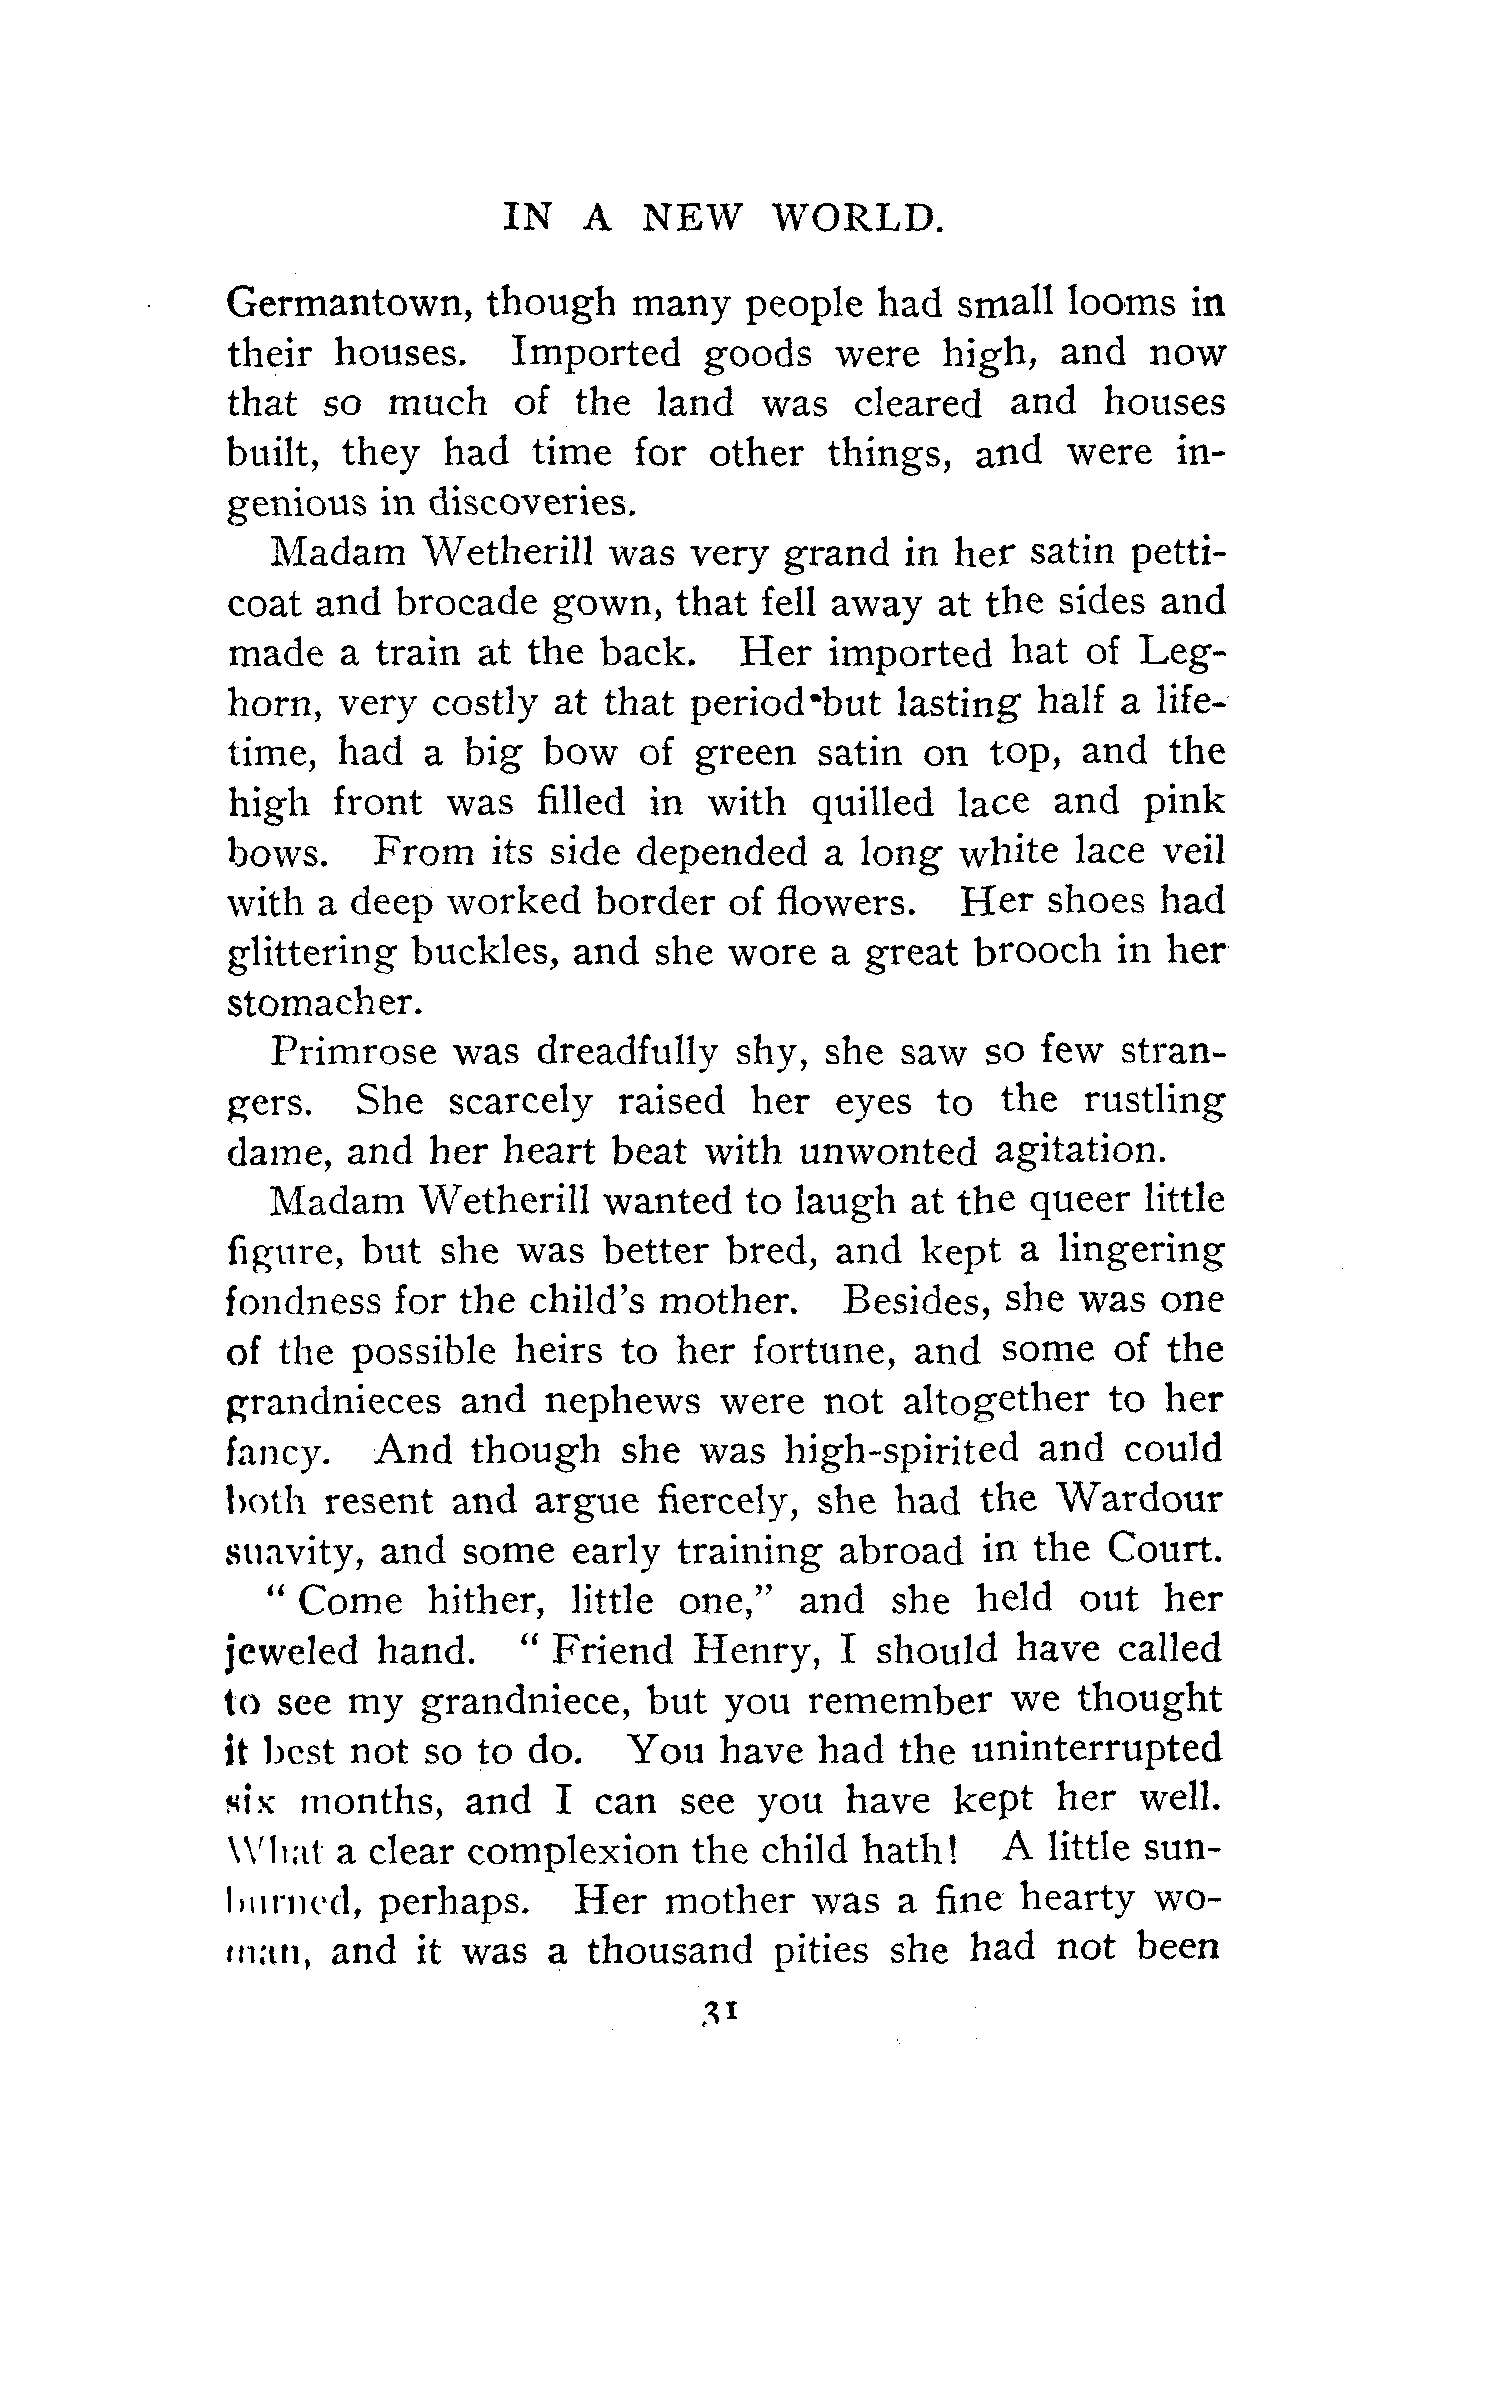 IN A NEW WORLD.
Germantown, though many people had small looms in
their houses. Imported goods were high, and now
that so much of the land was cleared and houses
built, they had time for other things, and were in-
genious in discoveries.
Madam Wetherill was very grand in her satin petti-
coat and brocade gown, that fell away at the sides and
made a train at the back. Her imported hat of Leg-
horn, very costly at that period but lasting half a life-
time, had a big bow of green satin on top, and the
high front was filled in with quilled lace and pink
bows. From its side depended a long white lace veil
with a deep worked border of flowers. Her shoes had
glittering buckles, and she wore a great brooch in her
stomacher.
Primrose was dreadfully shy, she saw so few stran-
gers. She scarcely raised her eyes to the rustling
dame, and her heart beat with unwonted agitation.
Madam Wetherill wanted to laugh at the queer little
figure, but she was better bred, and kept a lingering
fondness for the child's mother. Besides, she was one
of the possible heirs to her fortune, and some of the
grandnieces and nephews were not altogether to her
fancy. And though she was high-spirited and could
both resent and argue fiercely, she had the Wardour
suavity, and some early training abroad in the Court.
" Come hither, little one," and she held out her
jeweled hand. " Friend Henry, I should have called
to see my grandniece, but you remember we thought
it best not so to do. You have had the uninterrupted
six months, and I can see you have kept her well.
What a clear complexion the child hath! A little sun-
burned, perhaps. Her mother was a fine hearty wo-
man, and it was a thousand pities she had not been
31